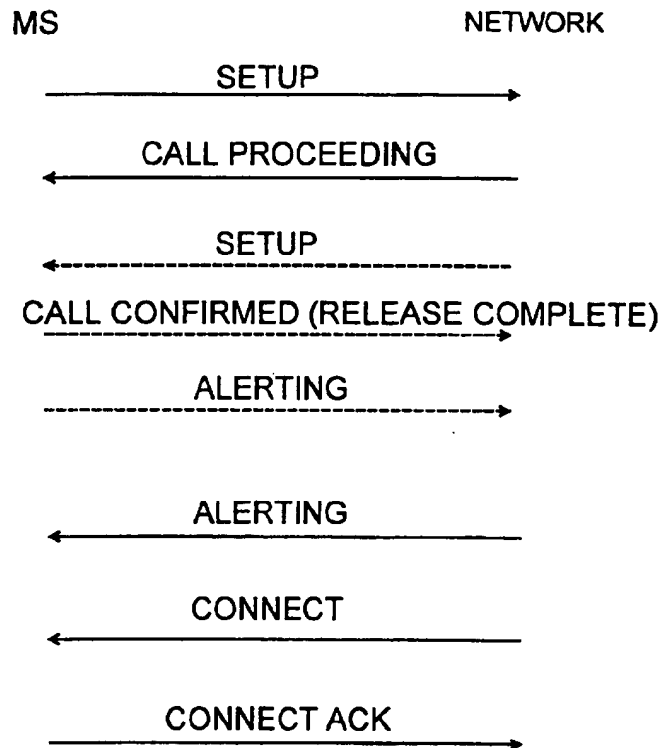 MS NETWORK
SETUP
CALL PROCEEDING
SETUP
CALL CONFIRMED (RELEASE COMPLETE)
ALERTING
ALERTING
CONNECT
CONNECT ACK